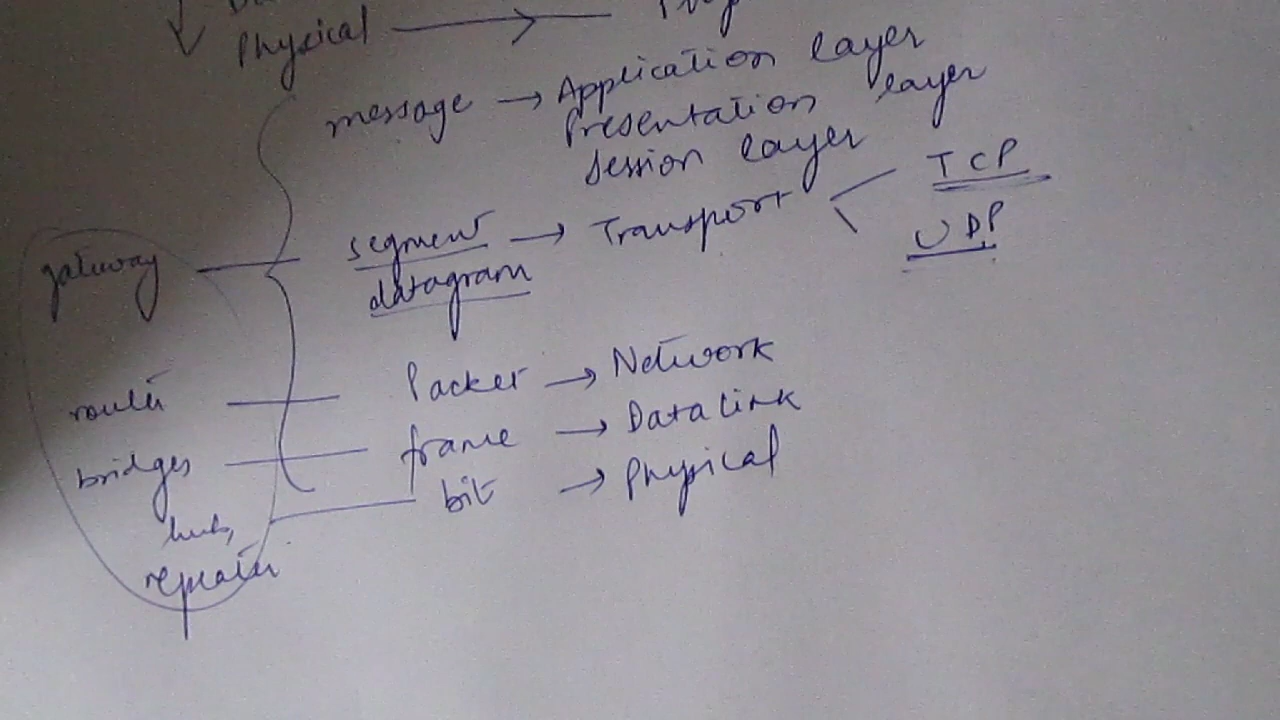 Physical
message → Application layer
Presentation layer
Session layer
TCP
gateway segment → Transport
UDP
datagram
router Packet → Network
bridges frame → Data Link
bit → Physical
hub,
repeater